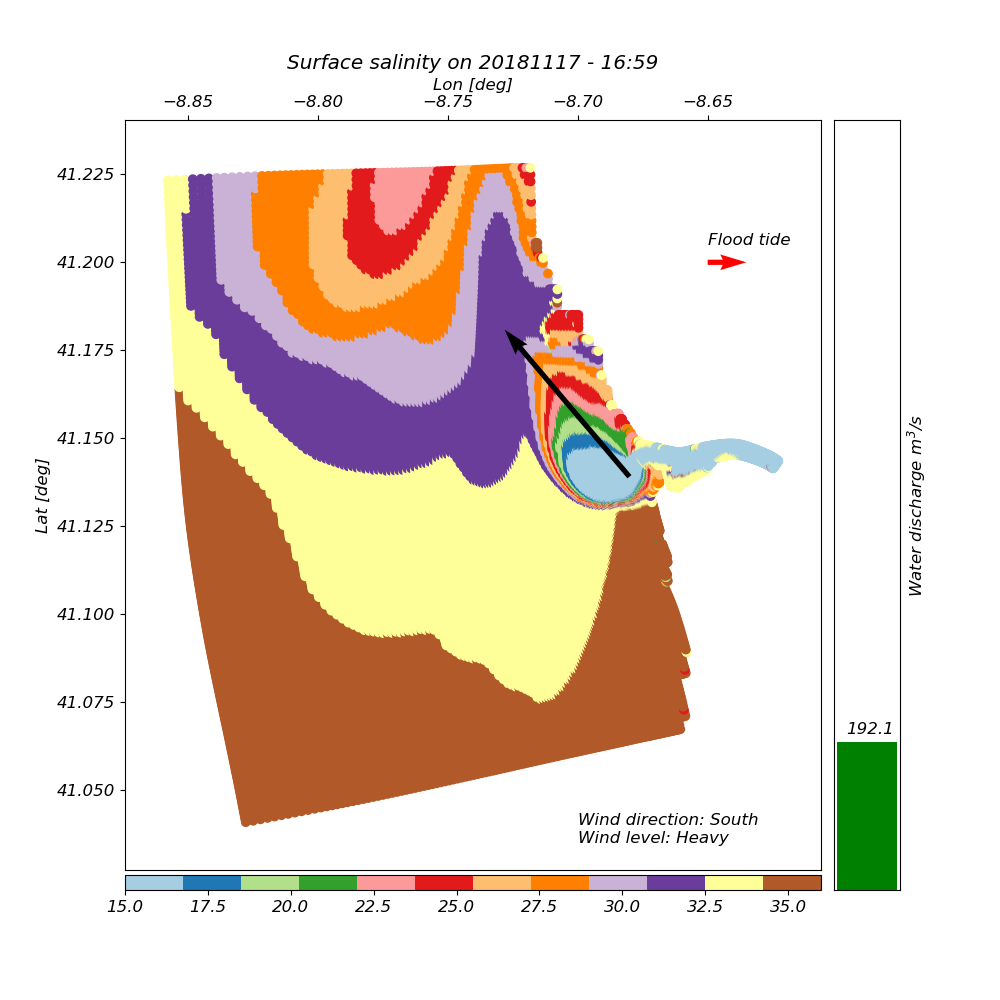 Surface salinity on 20181117 - 16:59
Lon [deg]
−8.85 −8.80 −8.75 −8.70 −8.65
41.225
41.200
41.175
41.150
41.125
41.100
41.075
41.050
Lat [deg]
Flood tide
Wind direction: South
Wind level: Heavy
192.1
Water discharge m³/s
15.0 17.5 20.0 22.5 25.0 27.5 30.0 32.5 35.0